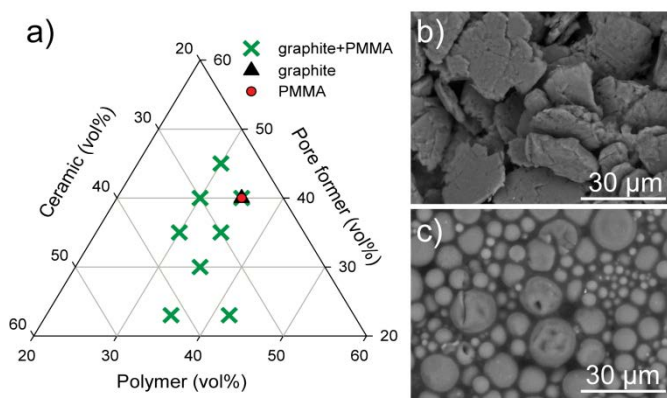 a)
graphite+PMMA
graphite
PMMA
20
30
40
50
60
Ceramic (vol%)
60
50
40
30
20
Pore former (vol%)
20
30
40
50
60
Polymer (vol%)
b)
30 µm
c)
30 µm